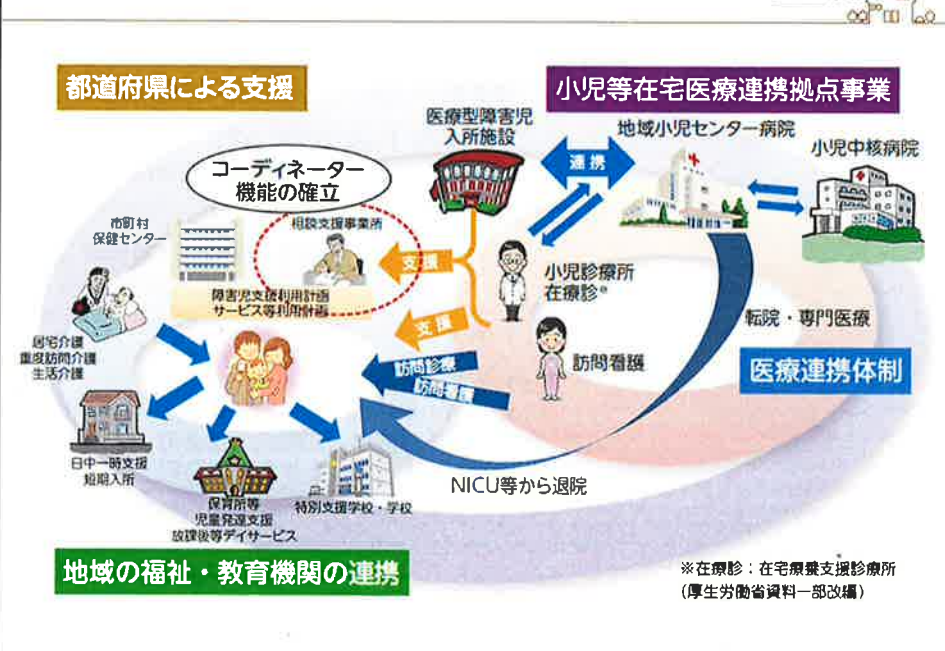 都道府県による支援
小児等在宅医療連携拠点事業
医療型障害児
入所施設
連携
地域小児センター病院
小児中核病院
コーディネーター
機能の確立
市町村
保健センター
相談支援事業所
支援
障害児支援利用計画
サービス等利用計画
小児診療所
在療診※
支援
転院・専門医療
居宅介護
重度訪問介護
生活介護
訪問診療
訪問看護
訪問看護
医療連携体制
日中一時支援
短期入所
保育所等
児童発達支援
放課後等デイサービス
特別支援学校・学校
NICU等から退院
地域の福祉・教育機関の連携
※在療診：在宅療養支援診療所
(厚生労働省資料一部改編)